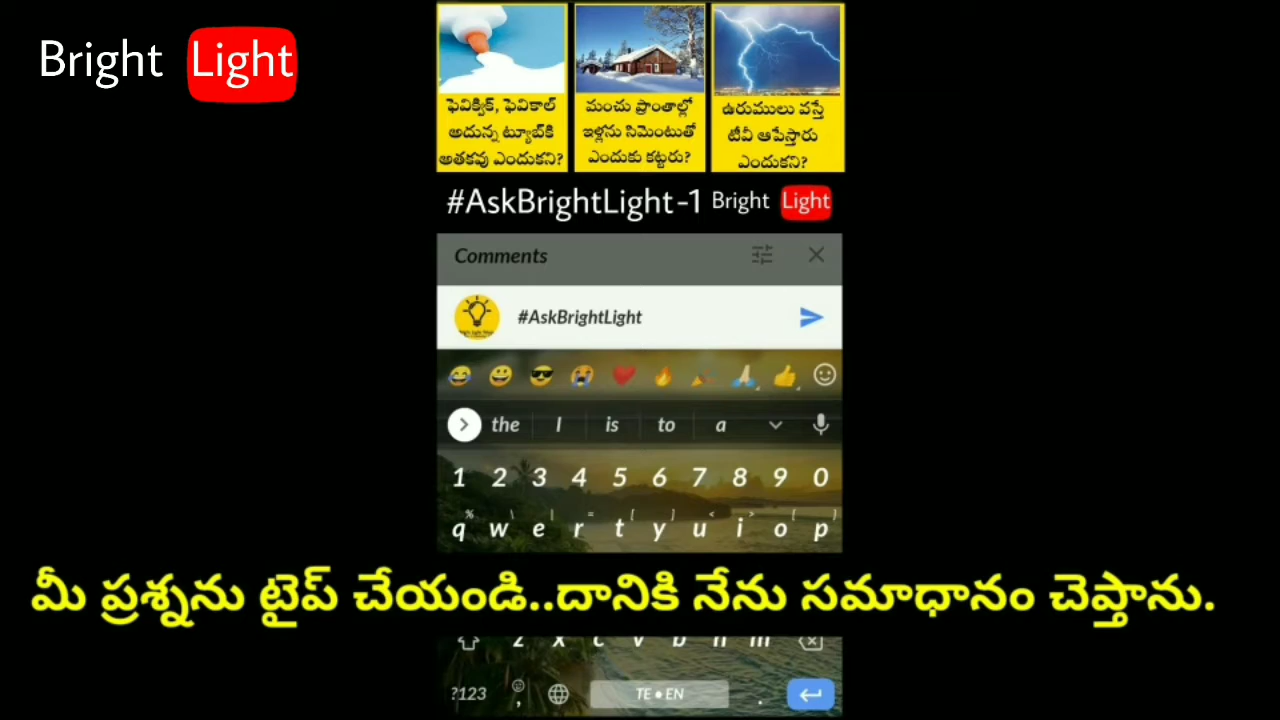 Bright Light
ఫెవిక్విక్, ఫెవికాల్
అదున్న ట్యూబ్‌కి
అతకవు ఎందుకని?
మంచు ప్రాంతాల్లో
ఇళ్లను సిమెంటుతో
ఎందుకు కట్టరు?
ఉరుములు వస్తే
టీవీ ఆపేస్తారు
ఎందుకని?
#AskBrightLight-1 Bright Light
Comments
#AskBrightLight
the I is to a
1 2 3 4 5 6 7 8 9 0
% \ | = [ ] < > { }
q w e r t y u i o p
మీ ప్రశ్నను టైప్ చేయండి..దానికి నేను సమాధానం చెప్తాను.
z x c v b n m
?123 , TE • EN .